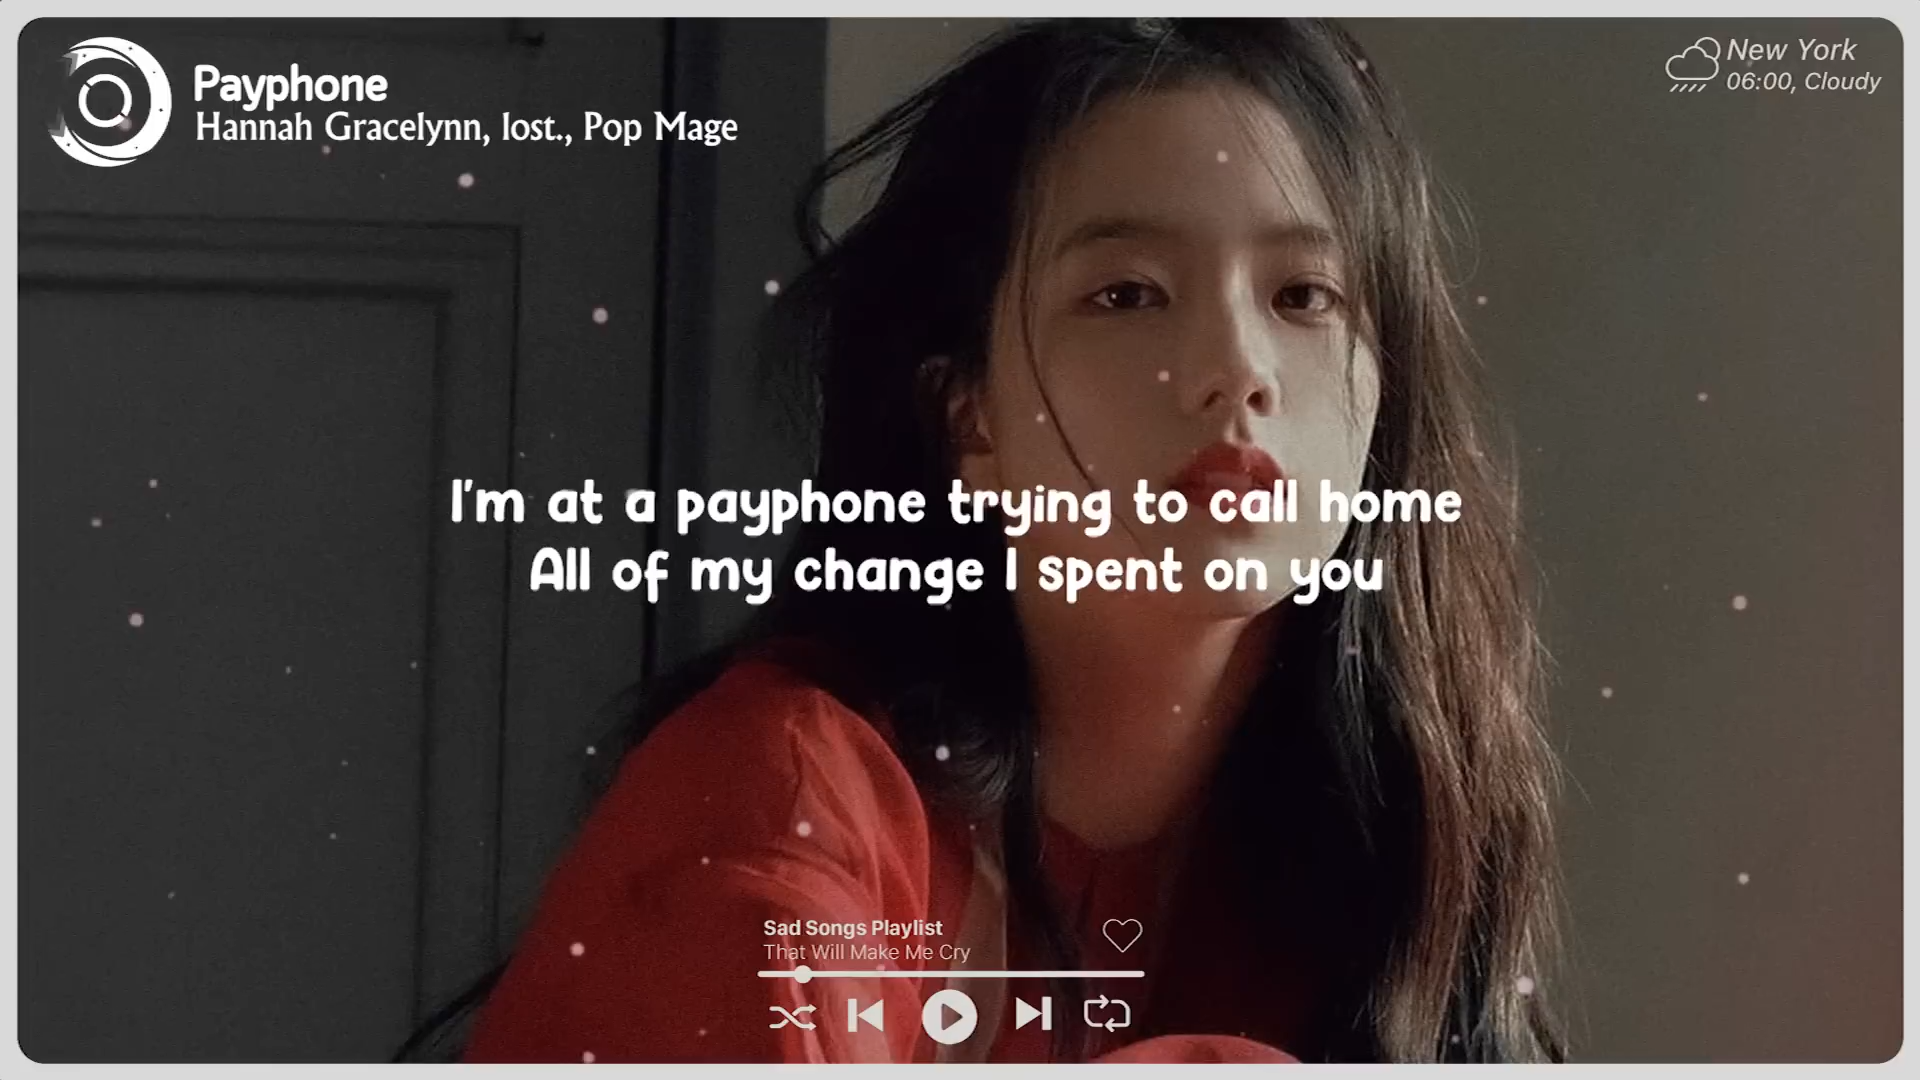 Payphone
Hannah Gracelynn, lost., Pop Mage
New York
06:00, Cloudy
I'm at a payphone trying to call home
All of my change I spent on you
Sad Songs Playlist
That Will Make Me Cry